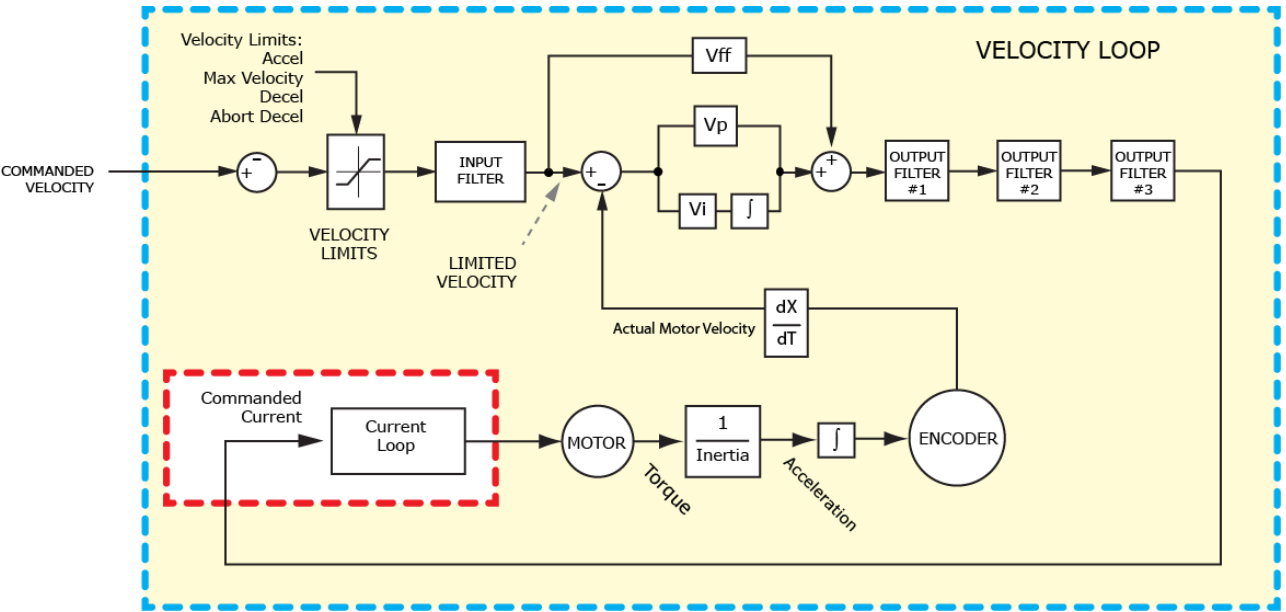 Velocity Limits:
Accel
Max Velocity
Decel
Abort Decel
Vff
VELOCITY LOOP
COMMANDED
VELOCITY
+
-
VELOCITY
LIMITS
INPUT
FILTER
LIMITED
VELOCITY
+
-
Vp
Vi
∫
+
+
OUTPUT
FILTER
#1
OUTPUT
FILTER
#2
OUTPUT
FILTER
#3
Actual Motor Velocity
dX
dT
Commanded
Current
Current
Loop
MOTOR
Torque
1
Inertia
Acceleration
∫
ENCODER